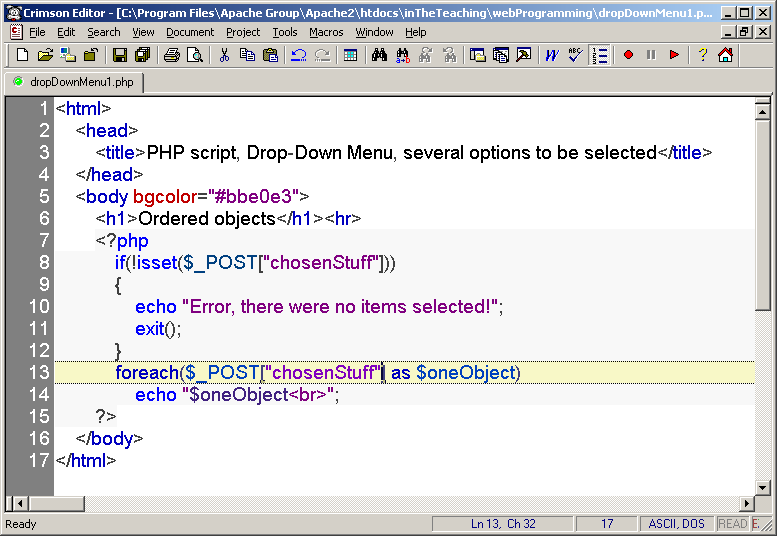 Crimson Editor - [C:\Program Files\Apache Group\Apache2\htdocs\inTheTeaching\webProgramming\dropDownMenu1.p...
File Edit View Search Document Project Tools Macros Window Help
dropDownMenu1.php
1 <html>
2 <head>
3 <title>PHP script, Drop-Down Menu, several options to be selected</title>
4 </head>
5 <body bgcolor="#bbe0e3">
6 <h1>Ordered objects</h1><hr>
7 <?php
8 if(!isset($_POST["chosenStuff"]))
9 {
10 echo "Error, there were no items selected!";
11 exit();
12 }
13 foreach($_POST["chosenStuff"] as $oneObject)
14 echo "$oneObject<br>";
15 ?>
16 </body>
17 </html>
Ready Ln 13, Ch 32 17 ASCII, DOS READ